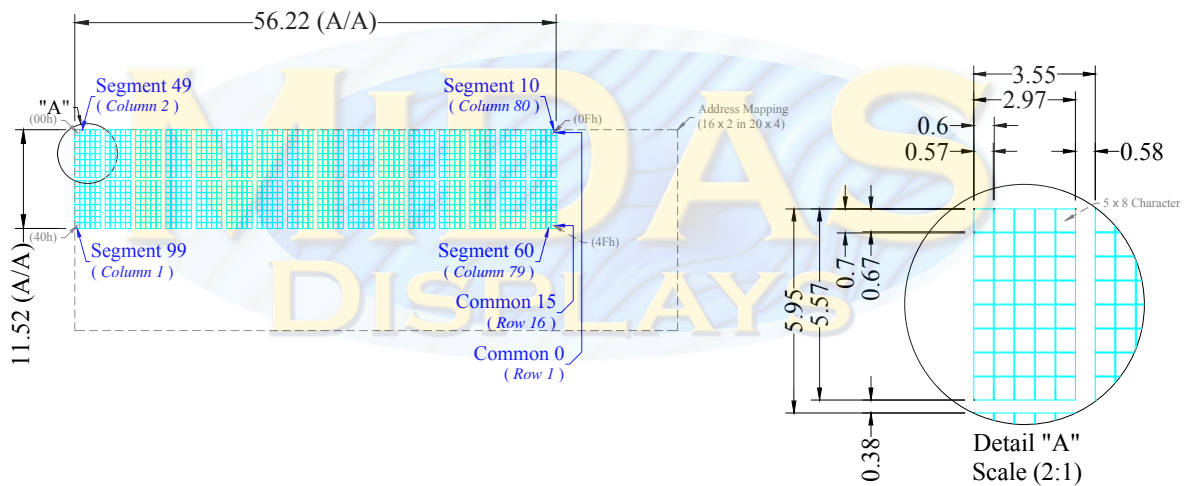 56.22 (A/A)
Segment 49
( Column 2 )
"A"
(00h)
Segment 10
( Column 80 )
(0Fh)
Address Mapping
(16 x 2 in 20 x 4)
11.52 (A/A)
(40h)
Segment 99
( Column 1 )
Segment 60
( Column 79 )
(4Fh)
Common 15
( Row 16 )
Common 0
( Row 1 )
MIDAS
DISPLAYS
3.55
2.97
0.6
0.57
0.58
5 x 8 Character
0.7
0.67
5.95
5.57
0.38
Detail "A"
Scale (2:1)